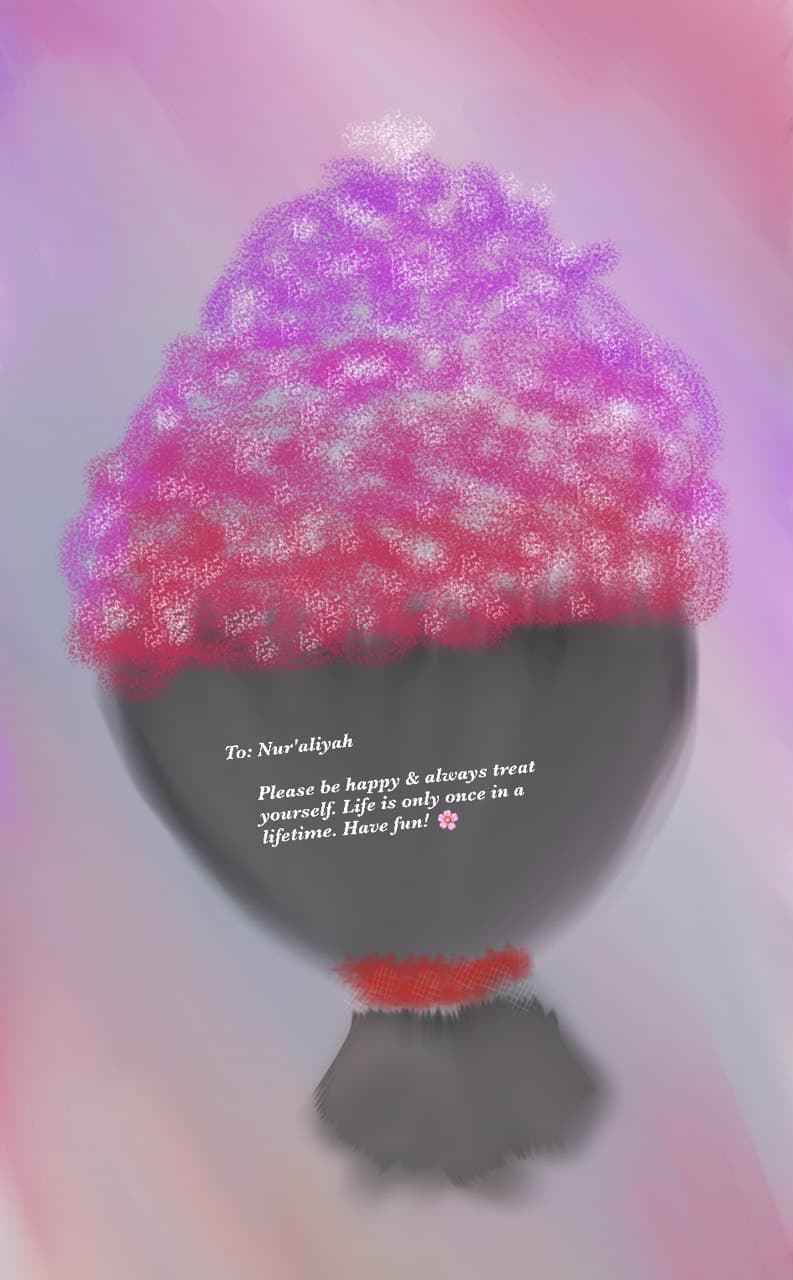 To: Nur'aliyah
Please be happy & always treat
yourself. Life is only once in a
lifetime. Have fun! 🌸